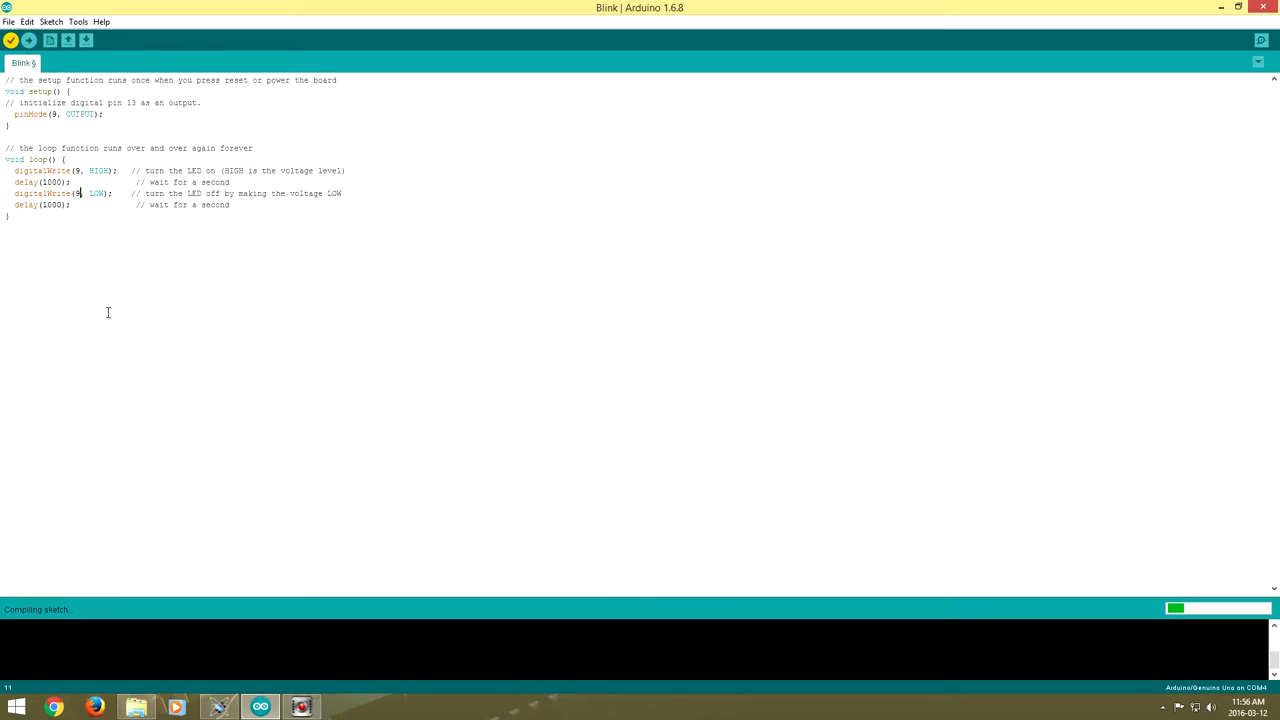 Blink | Arduino 1.6.8
File Edit Sketch Tools Help
Blink §
// the setup function runs once when you press reset or power the board
void setup() {
// initialize digital pin 13 as an output.
pinMode(9, OUTPUT);
}
// the loop function runs over and over again forever
void loop() {
digitalWrite(9, HIGH);   // turn the LED on (HIGH is the voltage level)
delay(1000);              // wait for a second
digitalWrite(9, LOW);    // turn the LED off by making the voltage LOW
delay(1000);              // wait for a second
}
Compiling sketch...
11 Arduino/Genuino Uno on COM4
11:56 AM
2016-03-12